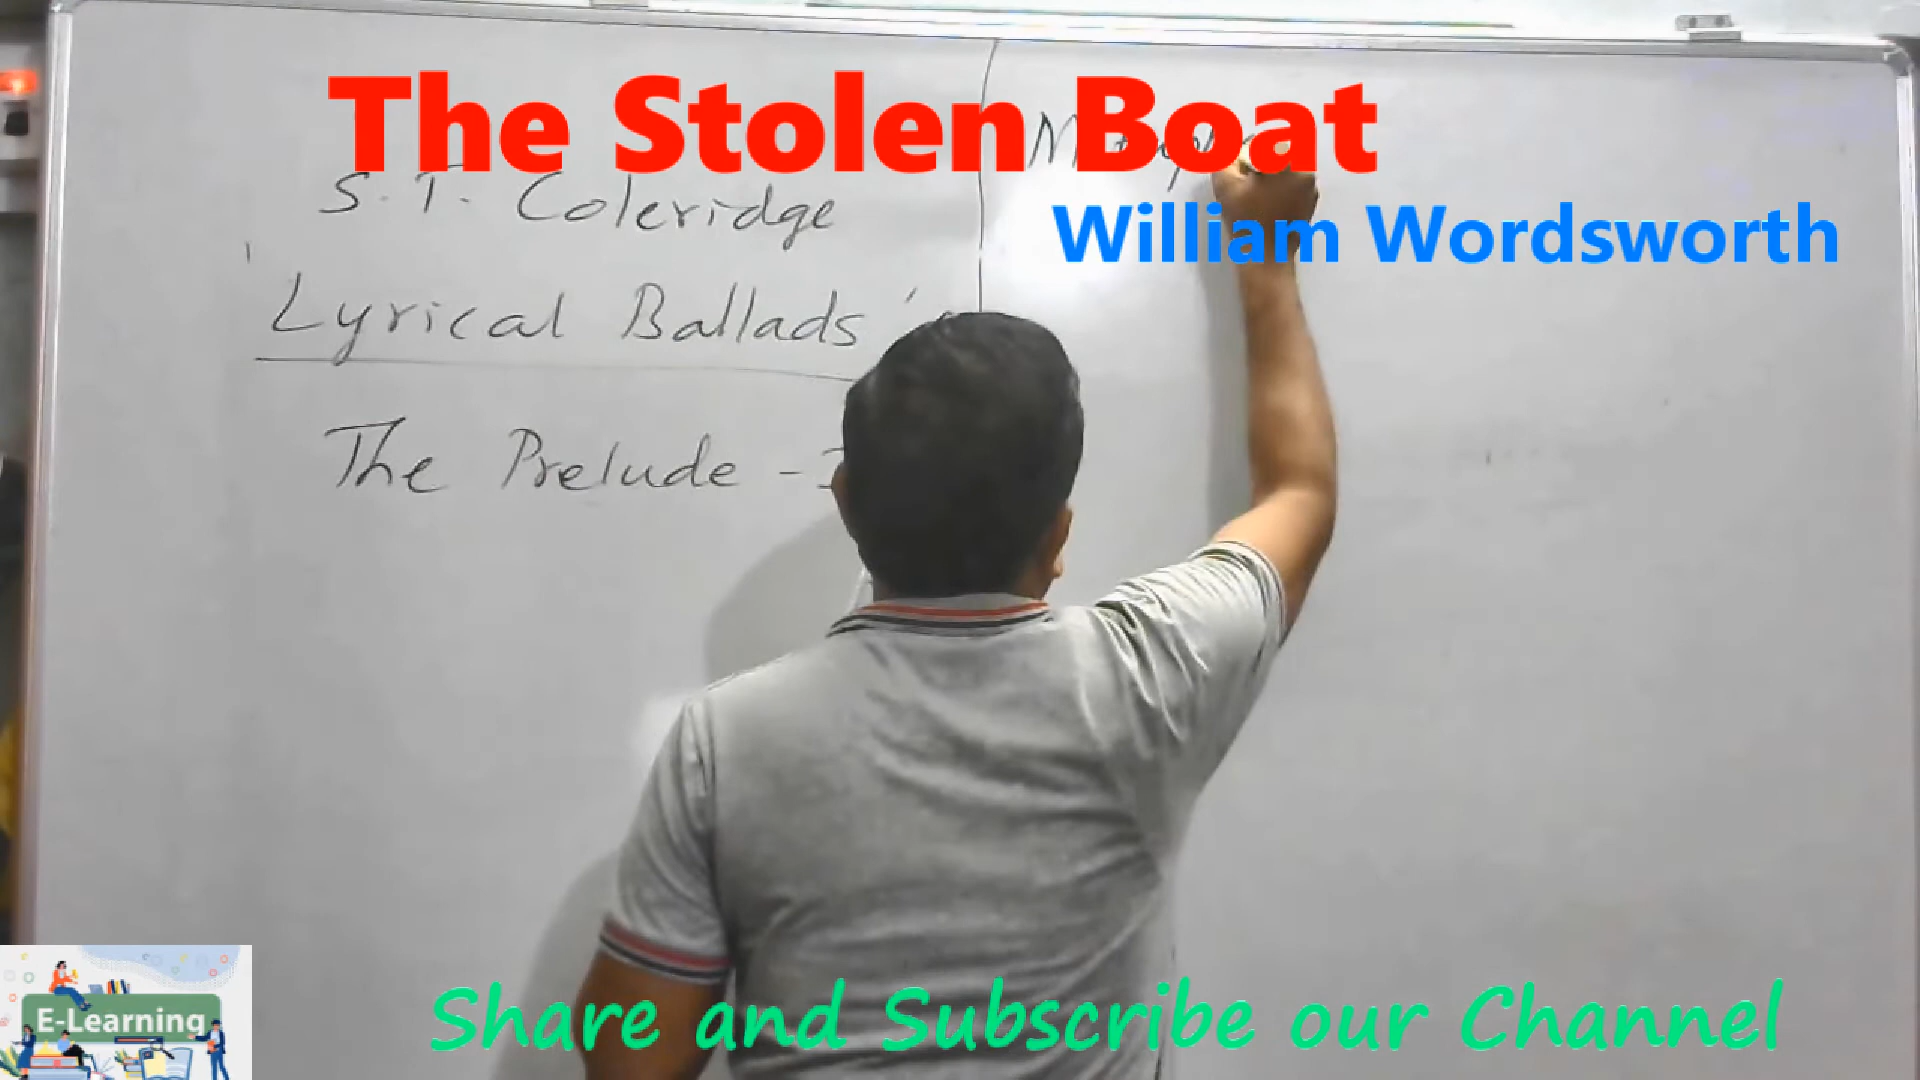 The Stolen Boat
William Wordsworth
S. T. Coleridge
'Lyrical Ballads'
The Prelude -
E-Learning
Share and Subscribe our Channel